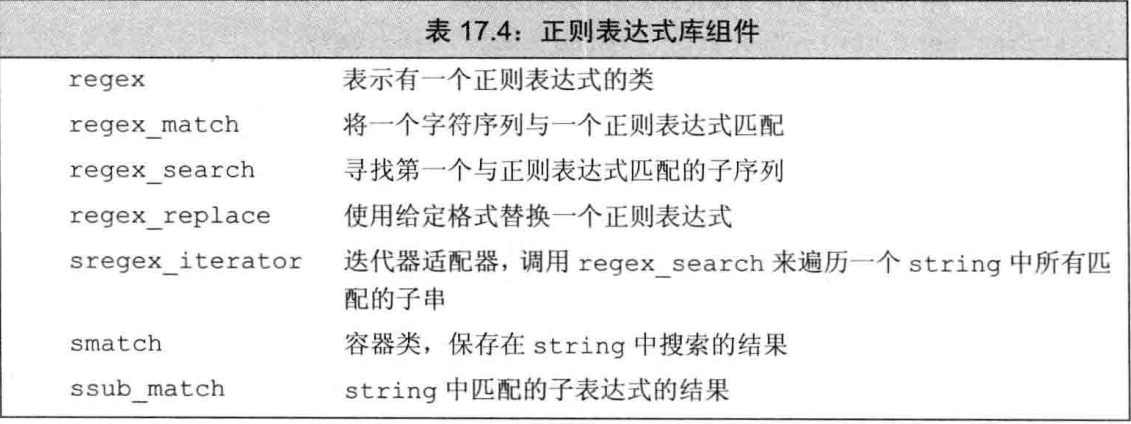 表 17.4：正则表达式库组件
regex 表示有一个正则表达式的类
regex_match 将一个字符序列与一个正则表达式匹配
regex_search 寻找第一个与正则表达式匹配的子序列
regex_replace 使用给定格式替换一个正则表达式
sregex_iterator 迭代器适配器，调用 regex_search 来遍历一个 string 中所有匹
配的子串
smatch 容器类，保存在 string 中搜索的结果
ssub_match string 中匹配的子表达式的结果